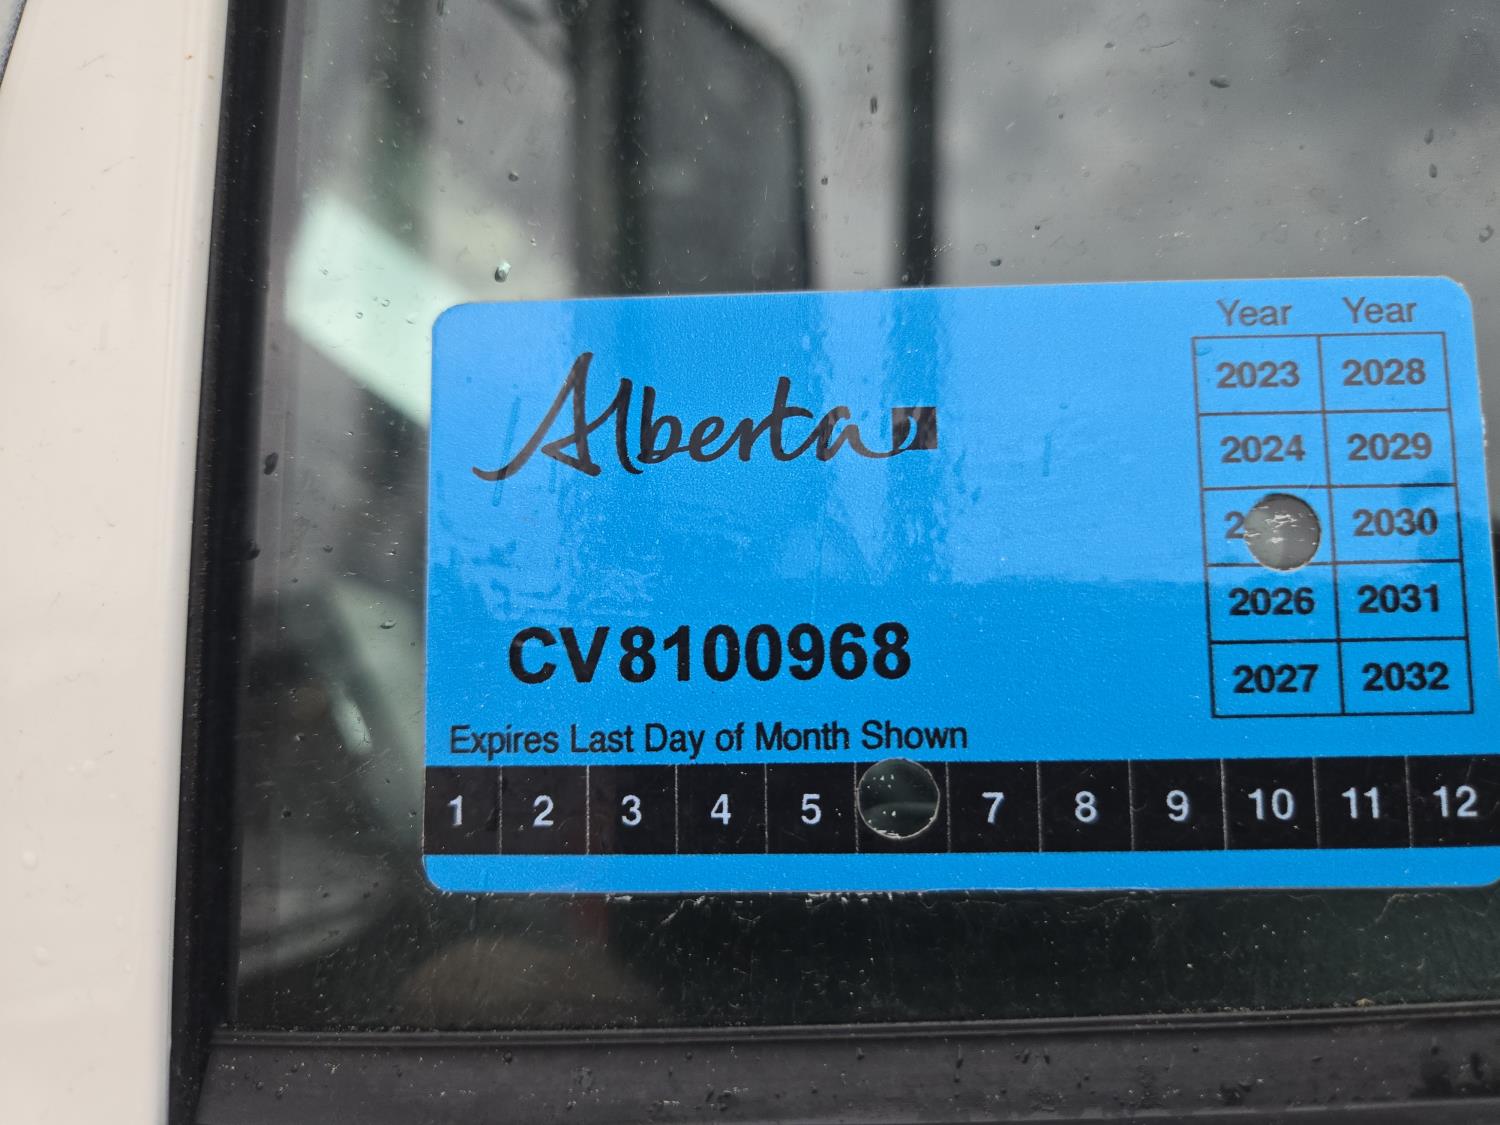 Alberta
Year Year
2023 2028
2024 2029
2030
2026 2031
2027 2032
CV8100968
Expires Last Day of Month Shown
1 2 3 4 5 7 8 9 10 11 12